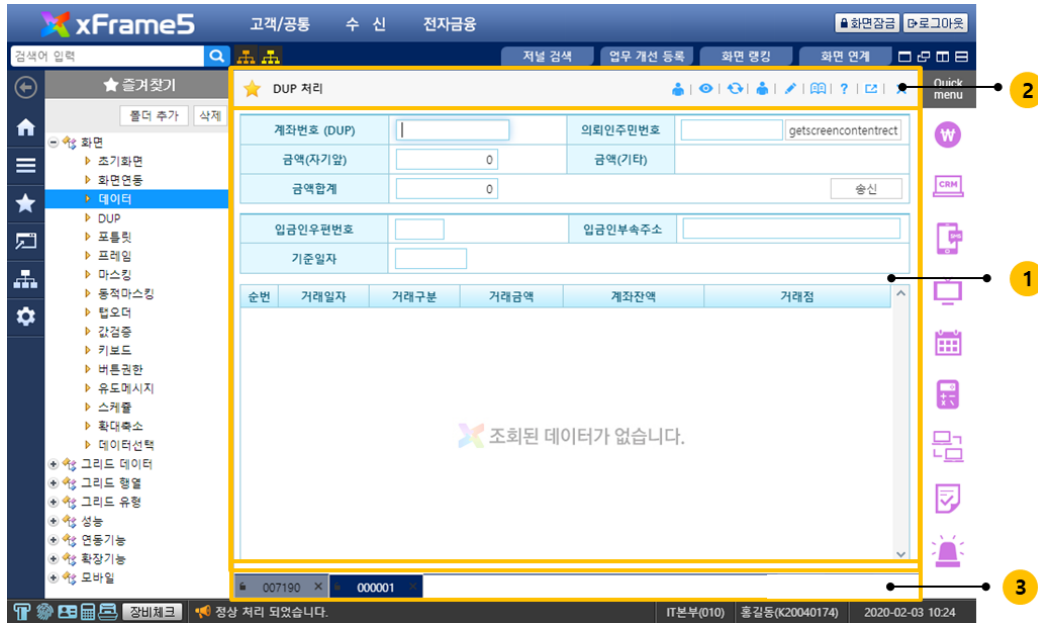 xFrame5 고객/공통 수 신 전자금융 화면잠금 로그아웃
검색어 입력 저널 검색 업무 개선 등록 화면 랭킹 화면 연계
즐겨찾기 DUP 처리 Quick menu 2
폴더 추가 삭제
화면
초기화면
화면연동
데이터
DUP
포틀릿
프레임
마스킹
동적마스킹
탭오더
값검증
키보드
버튼권한
유도메시지
스케쥴
확대축소
데이터선택
그리드 데이터
그리드 행열
그리드 유형
성능
연동기능
확장기능
모바일
계좌번호 (DUP) 의뢰인주민번호 getscreencontentrect
금액(자기앞) 0 금액(기타)
금액합계 0 송신
입금인우편번호 입금인부속주소
기준일자
1
순번 거래일자 거래구분 거래금액 계좌잔액 거래점
조회된 데이터가 없습니다.
W
CRM
SMS
007190 × 000001 × 3
장비체크 정상 처리 되었습니다. IT본부(010) 홍길동(K20040174) 2020-02-03 10:24